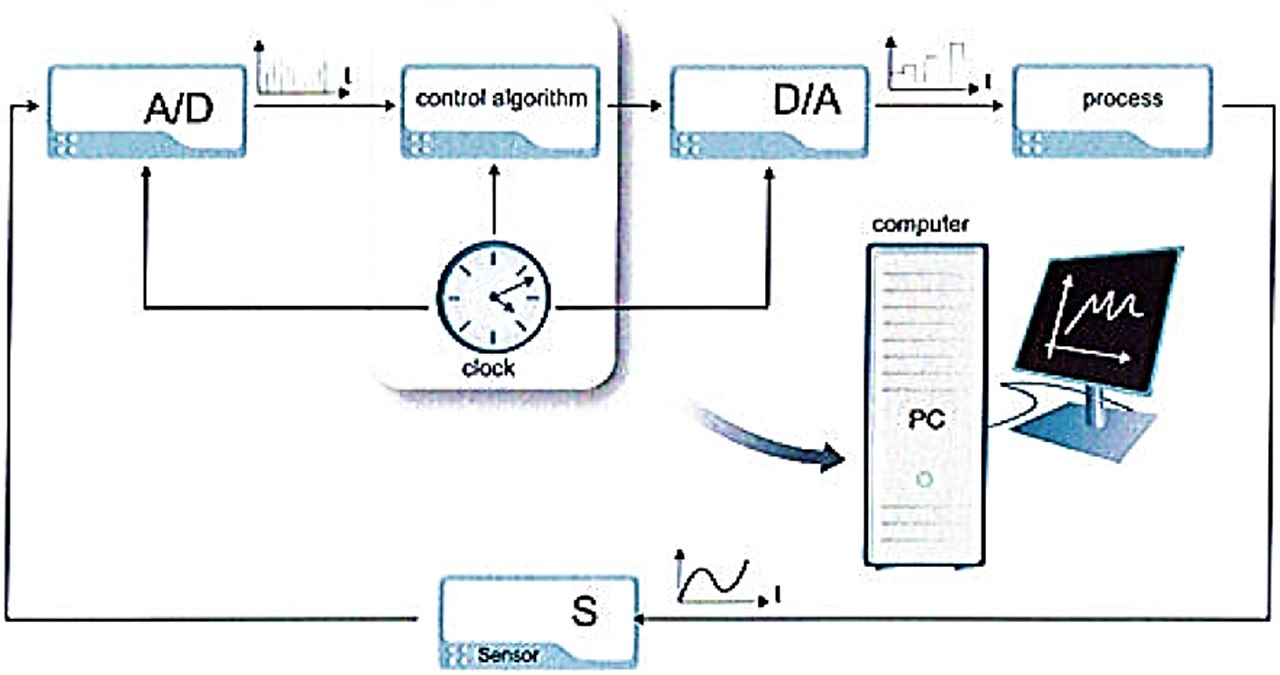 A/D
t
control algorithm
D/A
t
process
clock
computer
PC
S
Sensor
t